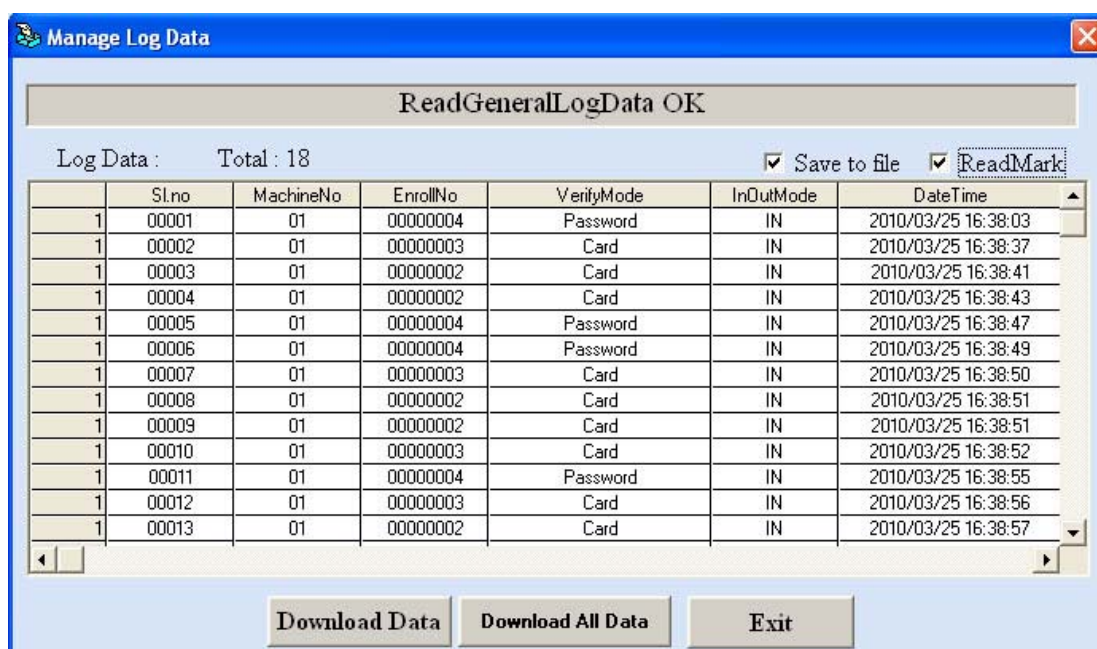 Manage Log Data
ReadGeneralLogData OK
Log Data : Total : 18 Save to file ReadMark
Sl.no MachineNo EnrollNo VerifyMode InOutMode DateTime
1 00001 01 00000004 Password IN 2010/03/25 16:38:03
1 00002 01 00000003 Card IN 2010/03/25 16:38:37
1 00003 01 00000002 Card IN 2010/03/25 16:38:41
1 00004 01 00000002 Card IN 2010/03/25 16:38:43
1 00005 01 00000004 Password IN 2010/03/25 16:38:47
1 00006 01 00000004 Password IN 2010/03/25 16:38:49
1 00007 01 00000003 Card IN 2010/03/25 16:38:50
1 00008 01 00000002 Card IN 2010/03/25 16:38:51
1 00009 01 00000002 Card IN 2010/03/25 16:38:51
1 00010 01 00000003 Card IN 2010/03/25 16:38:52
1 00011 01 00000004 Password IN 2010/03/25 16:38:55
1 00012 01 00000003 Card IN 2010/03/25 16:38:56
1 00013 01 00000002 Card IN 2010/03/25 16:38:57
Download Data Download All Data Exit